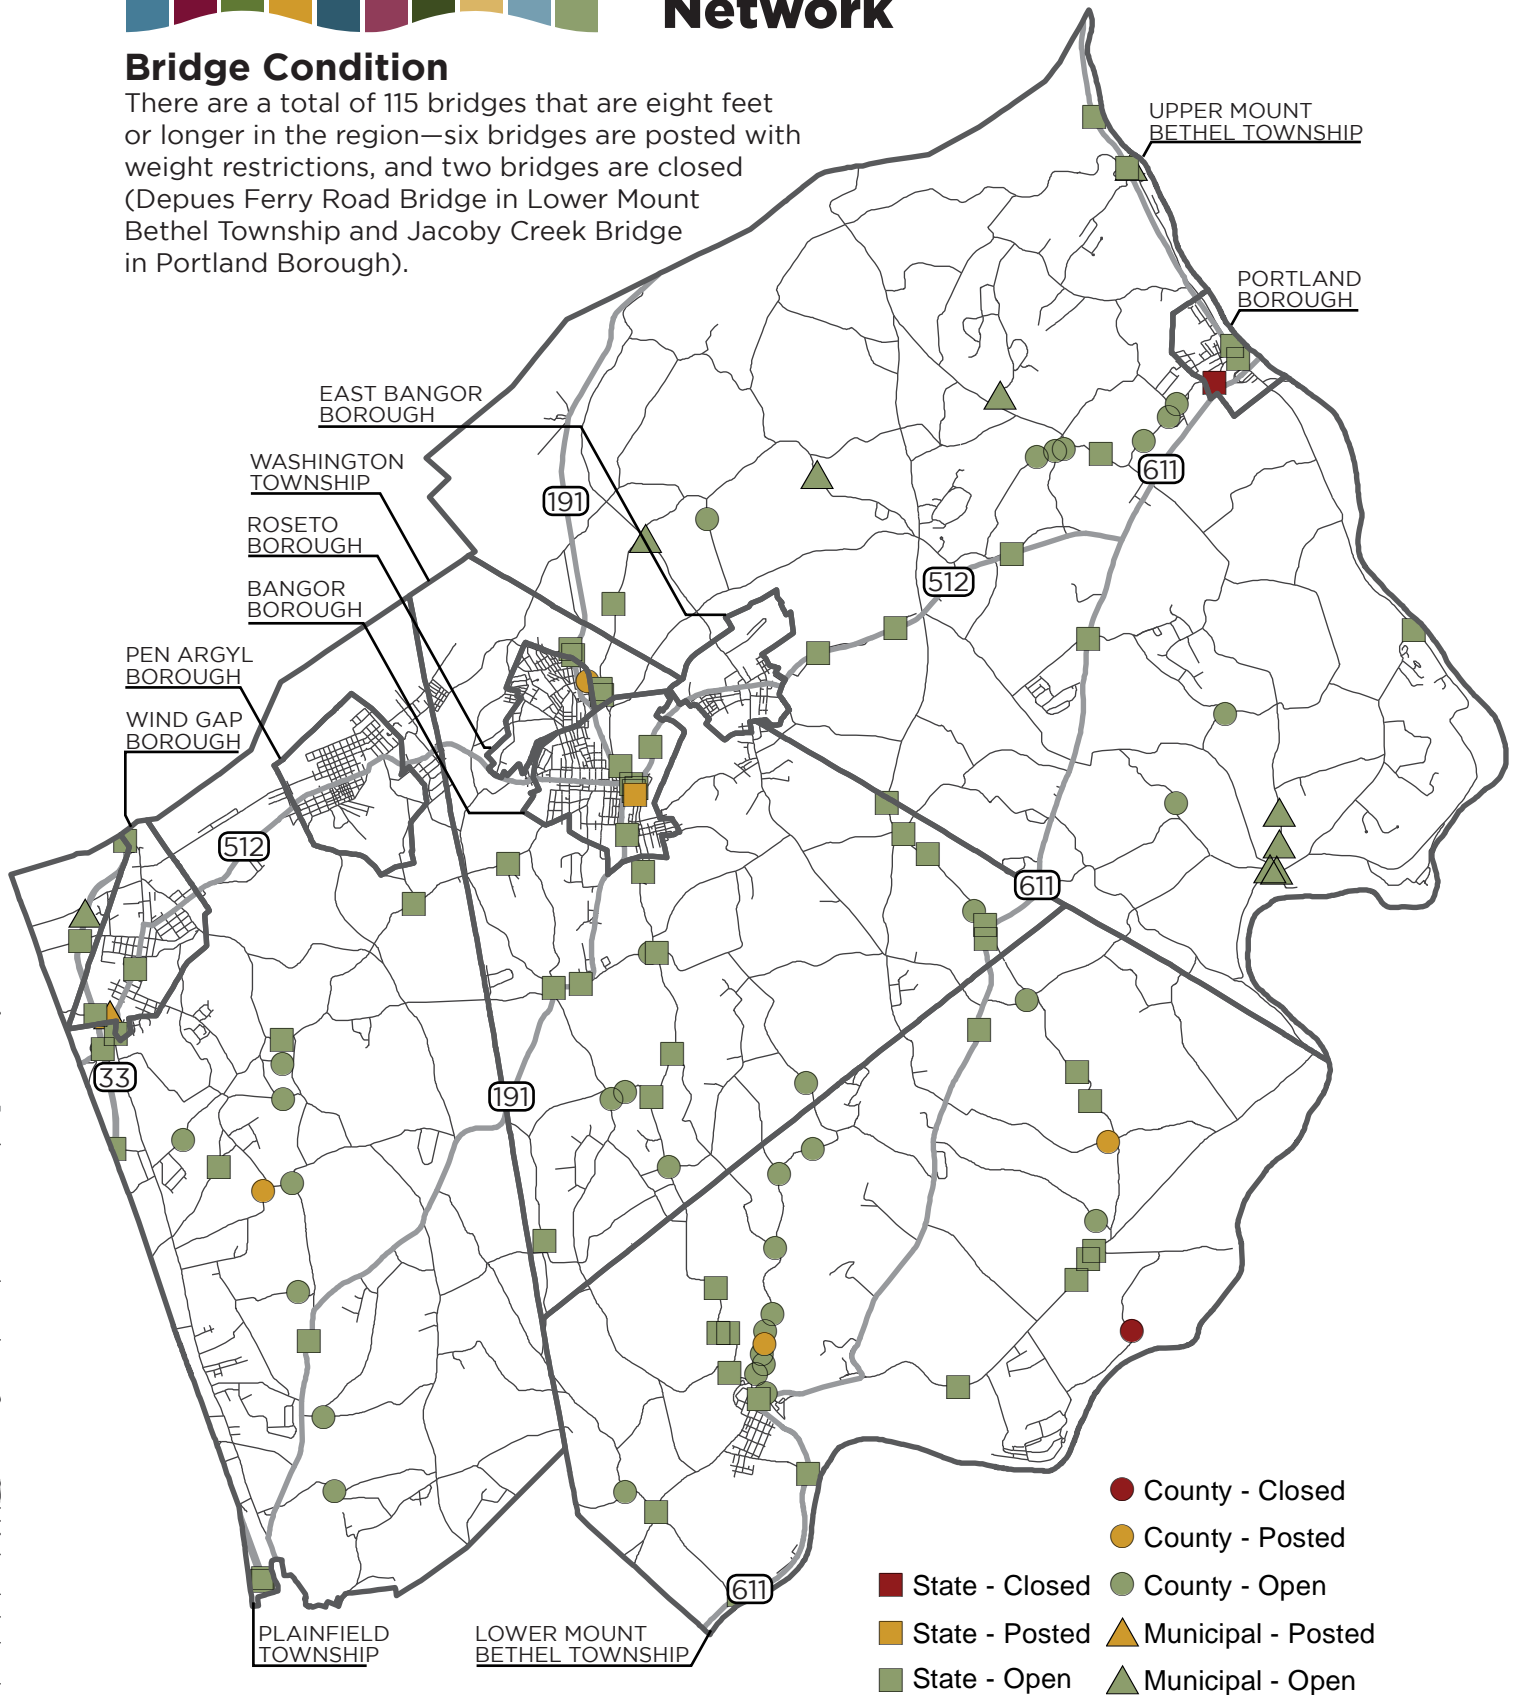 Network
Bridge Condition
There are a total of 115 bridges that are eight feet
or longer in the region—six bridges are posted with
weight restrictions, and two bridges are closed
(Depues Ferry Road Bridge in Lower Mount
Bethel Township and Jacoby Creek Bridge
in Portland Borough).
UPPER MOUNT
BETHEL TOWNSHIP
PORTLAND
BOROUGH
EAST BANGOR
BOROUGH
WASHINGTON
TOWNSHIP
ROSETO
BOROUGH
BANGOR
BOROUGH
PEN ARGYL
BOROUGH
WIND GAP
BOROUGH
191
611
512
512
611
33
191
611
PLAINFIELD
TOWNSHIP
LOWER MOUNT
BETHEL TOWNSHIP
County - Closed
County - Posted
State - Closed
County - Open
State - Posted
Municipal - Posted
State - Open
Municipal - Open